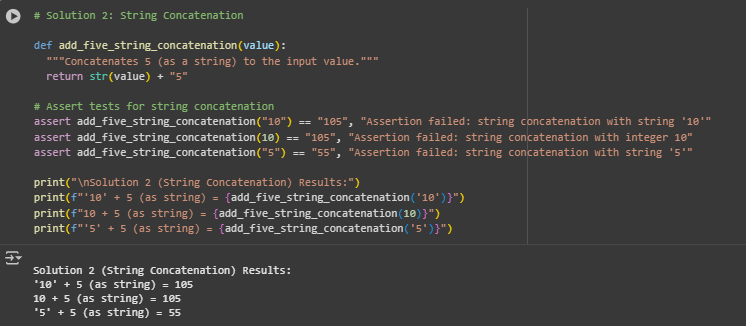 # Solution 2: String Concatenation
def add_five_string_concatenation(value):
  """Concatenates 5 (as a string) to the input value."""
  return str(value) + "5"
# Assert tests for string concatenation
assert add_five_string_concatenation("10") == "105", "Assertion failed: string concatenation with string '10'"
assert add_five_string_concatenation(10) == "105", "Assertion failed: string concatenation with integer 10"
assert add_five_string_concatenation("5") == "55", "Assertion failed: string concatenation with string '5'"
print("\nSolution 2 (String Concatenation) Results:")
print(f"'10' + 5 (as string) = {add_five_string_concatenation('10')}")
print(f"10 + 5 (as string) = {add_five_string_concatenation(10)}")
print(f"'5' + 5 (as string) = {add_five_string_concatenation('5')}")
Solution 2 (String Concatenation) Results:
'10' + 5 (as string) = 105
10 + 5 (as string) = 105
'5' + 5 (as string) = 55